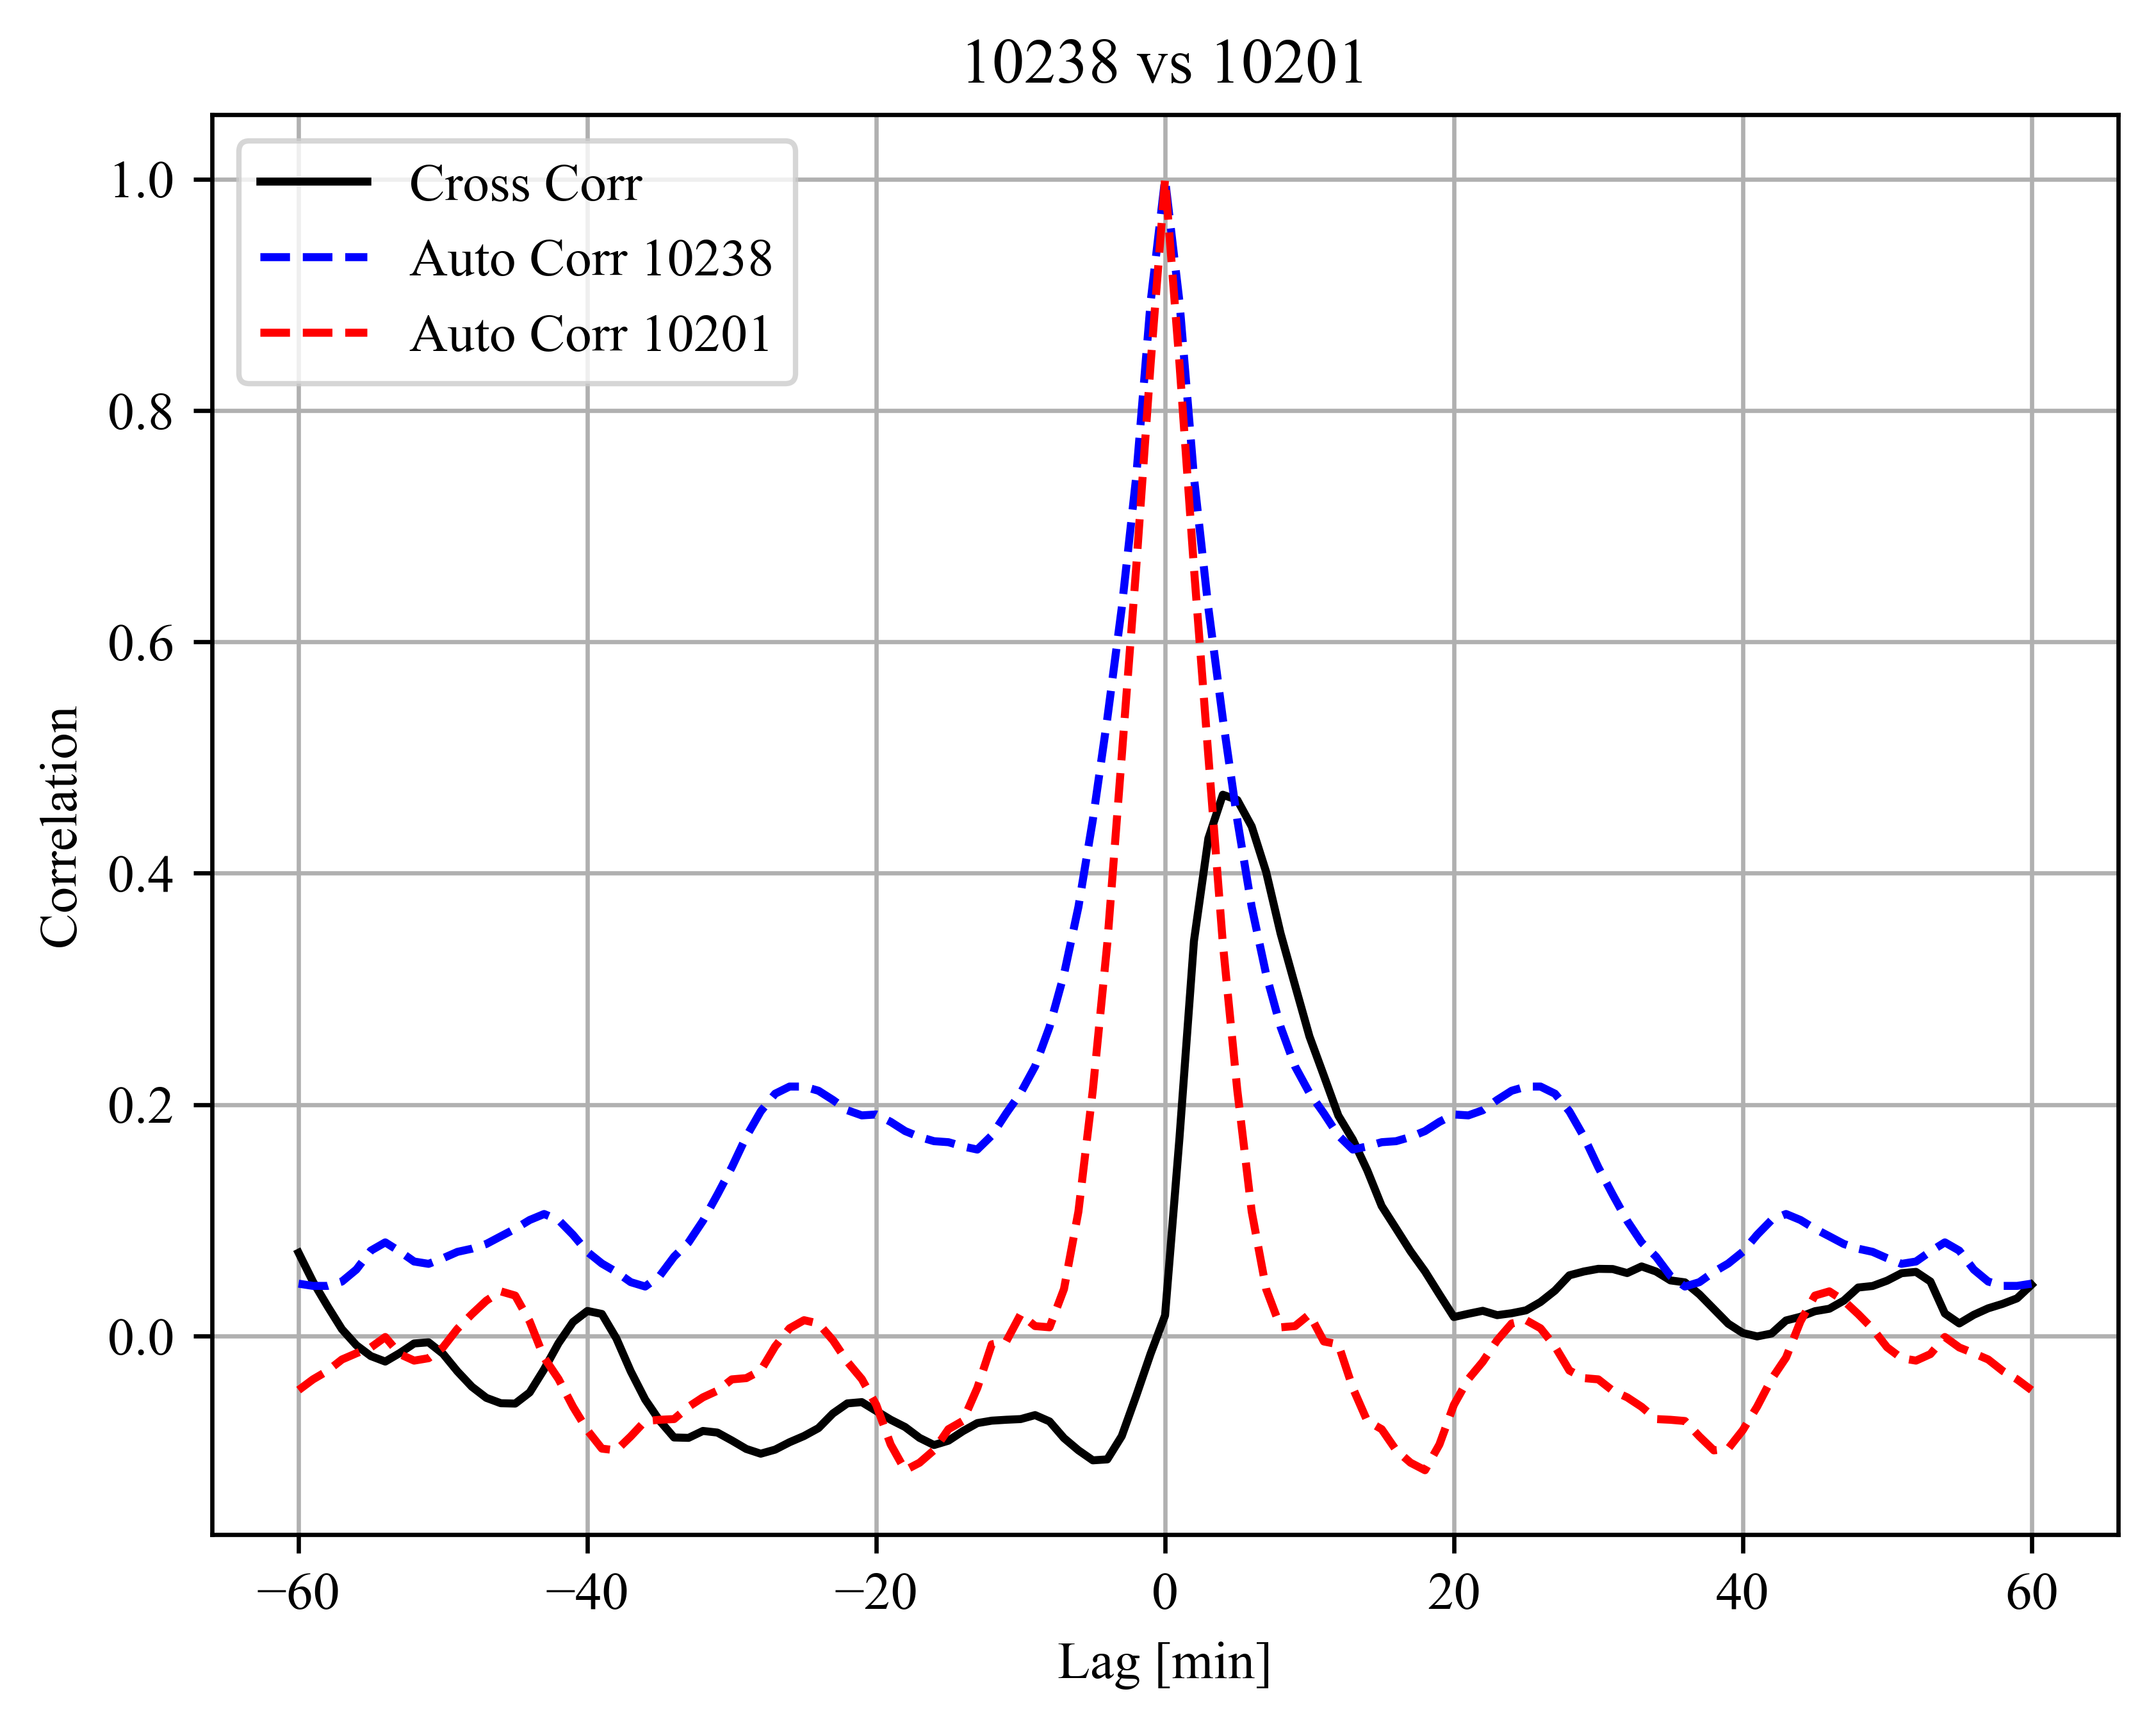 10238 vs 10201
Cross Corr
Auto Corr 10238
Auto Corr 10201
1.0
0.8
0.6
0.4
0.2
0.0
Correlation
−60
−40
−20
0
20
40
60
Lag [min]